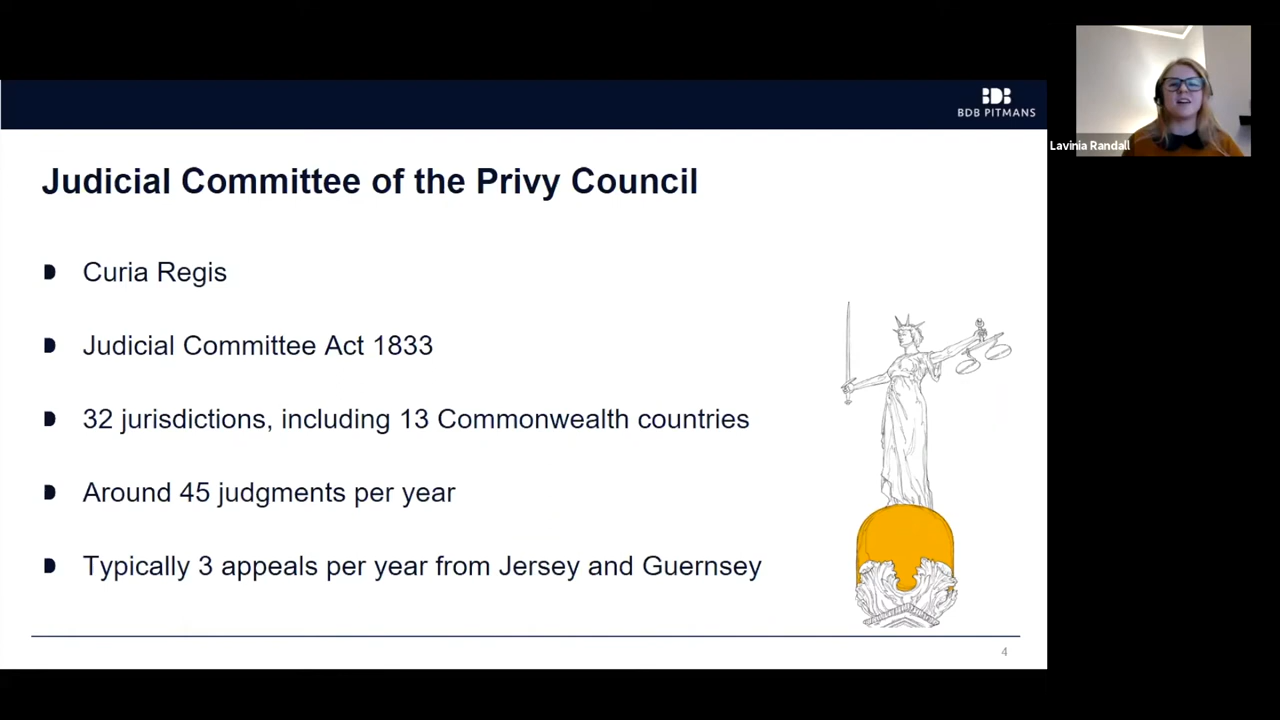 BDB PITMANS
Lavinia Randall
Judicial Committee of the Privy Council
Curia Regis
Judicial Committee Act 1833
32 jurisdictions, including 13 Commonwealth countries
Around 45 judgments per year
Typically 3 appeals per year from Jersey and Guernsey
4